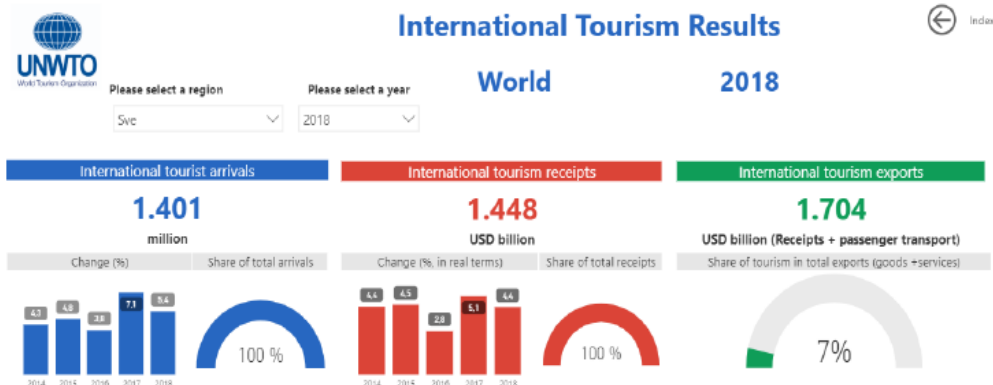 International Tourism Results
Index
UNWTO
World Tourism Organization
Please select a region
Please select a year
World
2018
Sve
2018
International tourist arrivals
International tourism receipts
International tourism exports
1.401
1.448
1.704
million
USD billion
USD billion (Receipts + passenger transport)
Change (%)
Share of total arrivals
Change (%, in real terms)
Share of total receipts
Share of tourism in total exports (goods +services)
4,3
4,8
3,8
7,1
5,4
100 %
4,4
4,5
2,8
5,1
4,4
100 %
7%
2014
2015
2016
2017
2018
2014
2015
2016
2017
2018